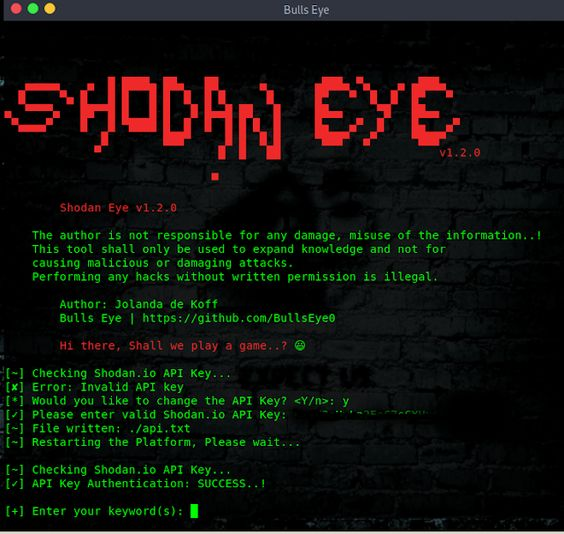 Bulls Eye
SHODAN EYE
v1.2.0
Shodan Eye v1.2.0
The author is not responsible for any damage, misuse of the information..!
This tool shall only be used to expand knowledge and not for
causing malicious or damaging attacks.
Performing any hacks without written permission is illegal.
Author: Jolanda de Koff
Bulls Eye | https://github.com/BullsEye0
Hi there, Shall we play a game..? 😃
[~] Checking Shodan.io API Key...
[✘] Error: Invalid API key
[*] Would you like to change the API Key? <Y/n>: y
[✓] Please enter valid Shodan.io API Key:
[~] File written: ./api.txt
[~] Restarting the Platform, Please wait...
[~] Checking Shodan.io API Key...
[✓] API Key Authentication: SUCCESS..!
[+] Enter your keyword(s):